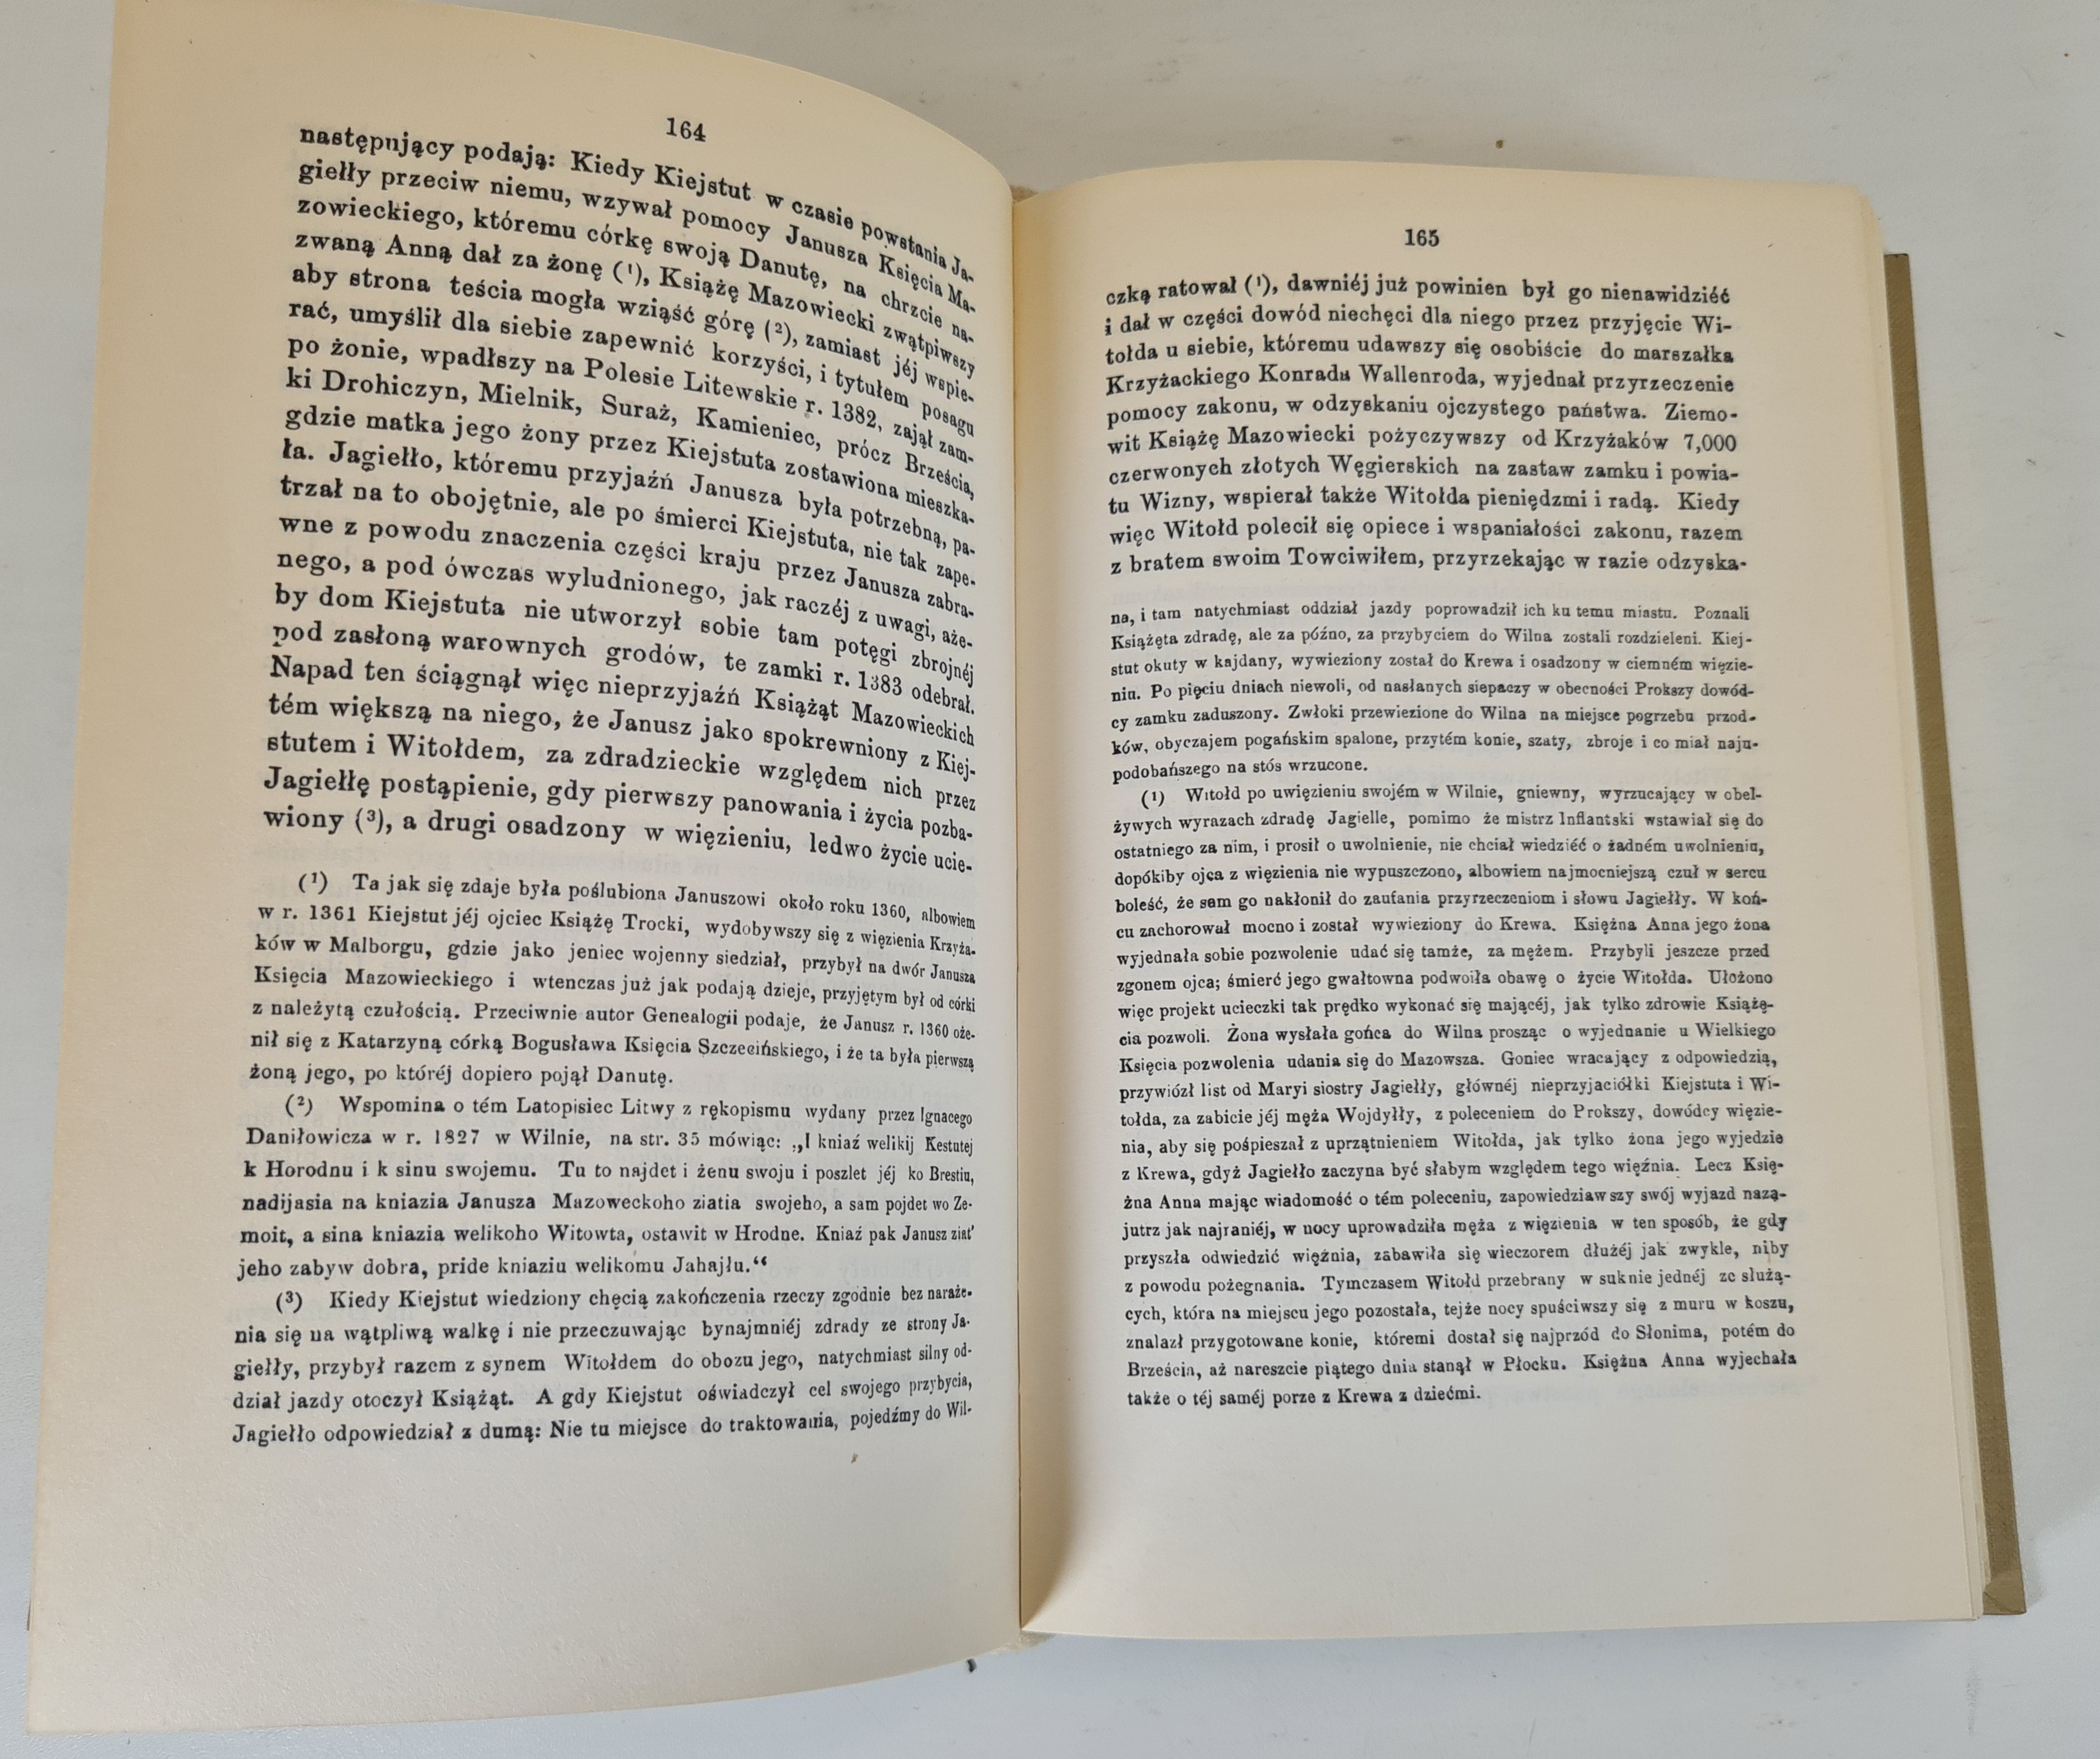 164
następujący podają: Kiedy Kiejstut w czasie powstania Ja-
giełły przeciw niemu, wzywał pomocy Janusza Księcia Ma-
zowieckiego, któremu córkę swoją Danutę, na chrzcie na-
zwaną Anną dał za żonę (¹), Książę Mazowiecki zwątpiwszy
aby strona teścia mogła wziąść górę (²), zamiast jéj wspie-
rać, umyślił dla siebie zapewnić korzyści, i tytułem posagu
po żonie, wpadłszy na Polesie Litewskie r. 1382, zajął zam-
ki Drohiczyn, Mielnik, Suraż, Kamieniec, prócz Brześcia,
gdzie matka jego żony przez Kiejstuta zostawiona mieszka-
ła. Jagiełło, któremu przyjaźń Janusza była potrzebną, pa-
trzał na to obojętnie, ale po śmierci Kiejstuta, nie tak zape-
wne z powodu znaczenia części kraju przez Janusza zabra-
nego, a pod ówczas wyludnionego, jak raczéj z uwagi, aże-
by dom Kiejstuta nie utworzył sobie tam potęgi zbrojnéj
pod zasłoną warownych grodów, te zamki r. 1383 odebrał.
Napad ten ściągnął więc nieprzyjaźń Książąt Mazowieckich
tém większą na niego, że Janusz jako spokrewniony z Kiej-
stutem i Witołdem, za zdradzieckie względem nich przez
Jagiełłę postąpienie, gdy pierwszy panowania i życia pozba-
wiony (³), a drugi osadzony w więzieniu, ledwo życie ucie-
(¹) Ta jak się zdaje była poślubiona Januszowi około roku 1360, albowiem
w r. 1361 Kiejstut jéj ojciec Książę Trocki, wydobywszy się z więzienia Krzyża-
ków w Malborgu, gdzie jako jeniec wojenny siedział, przybył na dwór Janusza
Księcia Mazowieckiego i wtenczas już jak podają dzieje, przyjętym był od córki
z należytą czułością. Przeciwnie autor Genealogii podaje, że Janusz r. 1360 oże-
nił się z Katarzyną córką Bogusława Księcia Szczecińskiego, i że ta była pierwszą
żoną jego, po któréj dopiero pojął Danutę.
(²) Wspomina o tém Latopisiec Litwy z rękopismu wydany przez Ignacego
Daniłowicza w r. 1827 w Wilnie, na str. 35 mówiąc: „I kniaź welikij Kestutej
k Horodnu i k sinu swojemu. Tu to najdet i żenu swoju i poszlet jéj ko Brestiu,
nadijasia na kniazia Janusza Mazoweckoho ziatia swojeho, a sam pojdet wo Że-
moit, a sina kniazia welikoho Witowta, ostawit w Hrodne. Kniaź pak Janusz ziat'
jeho zabyw dobra, pride kniaziu welikomu Jahajłu.“
(³) Kiedy Kiejstut wiedziony chęcią zakończenia rzeczy zgodnie bez naraże-
nia się na wątpliwą walkę i nie przeczuwając bynajmniéj zdrady ze strony Ja-
giełły, przybył razem z synem Witołdem do obozu jego, natychmiast silny od-
dział jazdy otoczył Książąt. A gdy Kiejstut oświadczył cel swojego przybycia,
Jagiełło odpowiedział z dumą: Nie tu miejsce do traktowania, pojedźmy do Wil-
165
czką ratował (¹), dawniéj już powinien był go nienawidziéć
i dał w części dowód niechęci dla niego przez przyjęcie Wi-
tołda u siebie, któremu udawszy się osobiście do marszałka
Krzyżackiego Konrada Wallenroda, wyjednał przyrzeczenie
pomocy zakonu, w odzyskaniu ojczystego państwa. Ziemo-
wit Książę Mazowiecki pożyczywszy od Krzyżaków 7,000
czerwonych złotych Węgierskich na zastaw zamku i powia-
tu Wizny, wspierał także Witołda pieniędzmi i radą. Kiedy
więc Witołd polecił się opiece i wspaniałości zakonu, razem
z bratem swoim Towciwiłem, przyrzekając w razie odzyska-
na, i tam natychmiast oddział jazdy poprowadził ich ku temu miastu. Poznali
Książęta zdradę, ale za późno, za przybyciem do Wilna zostali rozdzieleni. Kiej-
stut okuty w kajdany, wywieziony został do Krewa i osadzony w ciemném więzie-
niu. Po pięciu dniach niewoli, od nasłanych siepaczy w obecności Prokszy dowód-
cy zamku zaduszony. Zwłoki przewiezione do Wilna na miejsce pogrzebu przod-
ków, obyczajem pogańskim spalone, przytém konie, szaty, zbroje i co miał naju-
podobańszego na stós wrzucone.
(¹) Witołd po uwięzieniu swojém w Wilnie, gniewny, wyrzucający w obel-
żywych wyrazach zdradę Jagielle, pomimo że mistrz Inflantski wstawiał się do
ostatniego za nim, i prosił o uwolnienie, nie chciał wiedziéć o żadném uwolnieniu,
dopókiby ojca z więzienia nie wypuszczono, albowiem najmocniejszą czuł w sercu
boleść, że sam go nakłonił do zaufania przyrzeczeniom i słowu Jagiełły. W koń-
cu zachorował mocno i został wywieziony do Krewa. Księżna Anna jego żona
wyjednała sobie pozwolenie udać się tamże, za mężem. Przybyli jeszcze przed
zgonem ojca; śmierć jego gwałtowna podwoiła obawę o życie Witołda. Ułożono
więc projekt ucieczki tak prędko wykonać się mającéj, jak tylko zdrowie Książę-
cia pozwoli. Żona wysłała gońca do Wilna prosząc o wyjednanie u Wielkiego
Księcia pozwolenia udania się do Mazowsza. Goniec wracający z odpowiedzią,
przywiózł list od Maryi siostry Jagiełły, głównéj nieprzyjaciółki Kiejstuta i Wi-
tołda, za zabicie jéj męża Wojdyłły, z poleceniem do Prokszy, dowódcy więzie-
nia, aby się pośpieszał z uprzątnieniem Witołda, jak tylko żona jego wyjedzie
z Krewa, gdyż Jagiełło zaczyna być słabym względem tego więźnia. Lecz Księ-
żna Anna mając wiadomość o tém poleceniu, zapowiedziawszy swój wyjazd nazą-
jutrz jak najraniéj, w nocy uprowadziła męża z więzienia w ten sposób, że gdy
przyszła odwiedzić więźnia, zabawiła się wieczorem dłużéj jak zwykle, niby
z powodu pożegnania. Tymczasem Witołd przebrany w suknie jednéj ze służą-
cych, która na miejscu jego pozostała, tejże nocy spuściwszy się z muru w koszu,
znalazł przygotowane konie, któremi dostał się najprzód do Słonima, potém do
Brześcia, aż nareszcie piątego dnia stanął w Płocku. Księżna Anna wyjechała
także o téj saméj porze z Krewa z dziećmi.